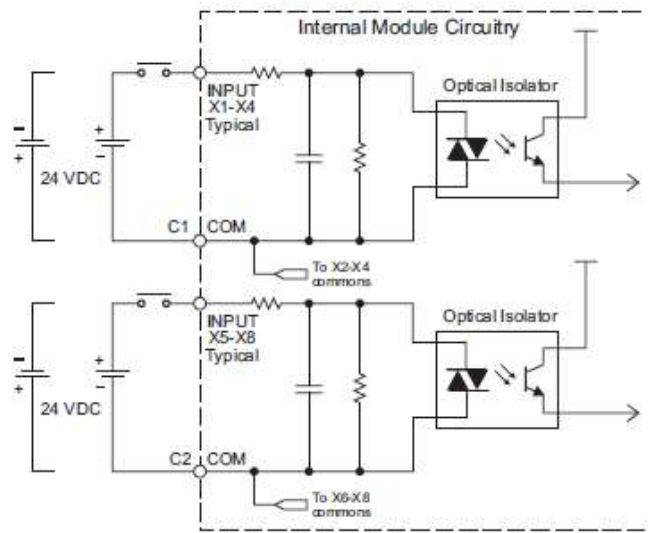 Internal Module Circuitry
Optical Isolator
INPUT
X1-X4
Typical
-
+
+
-
24 VDC
C1 COM
To X2-X4
commons
Optical Isolator
INPUT
X5-X8
Typical
-
+
+
-
24 VDC
C2 COM
To X6-X8
commons